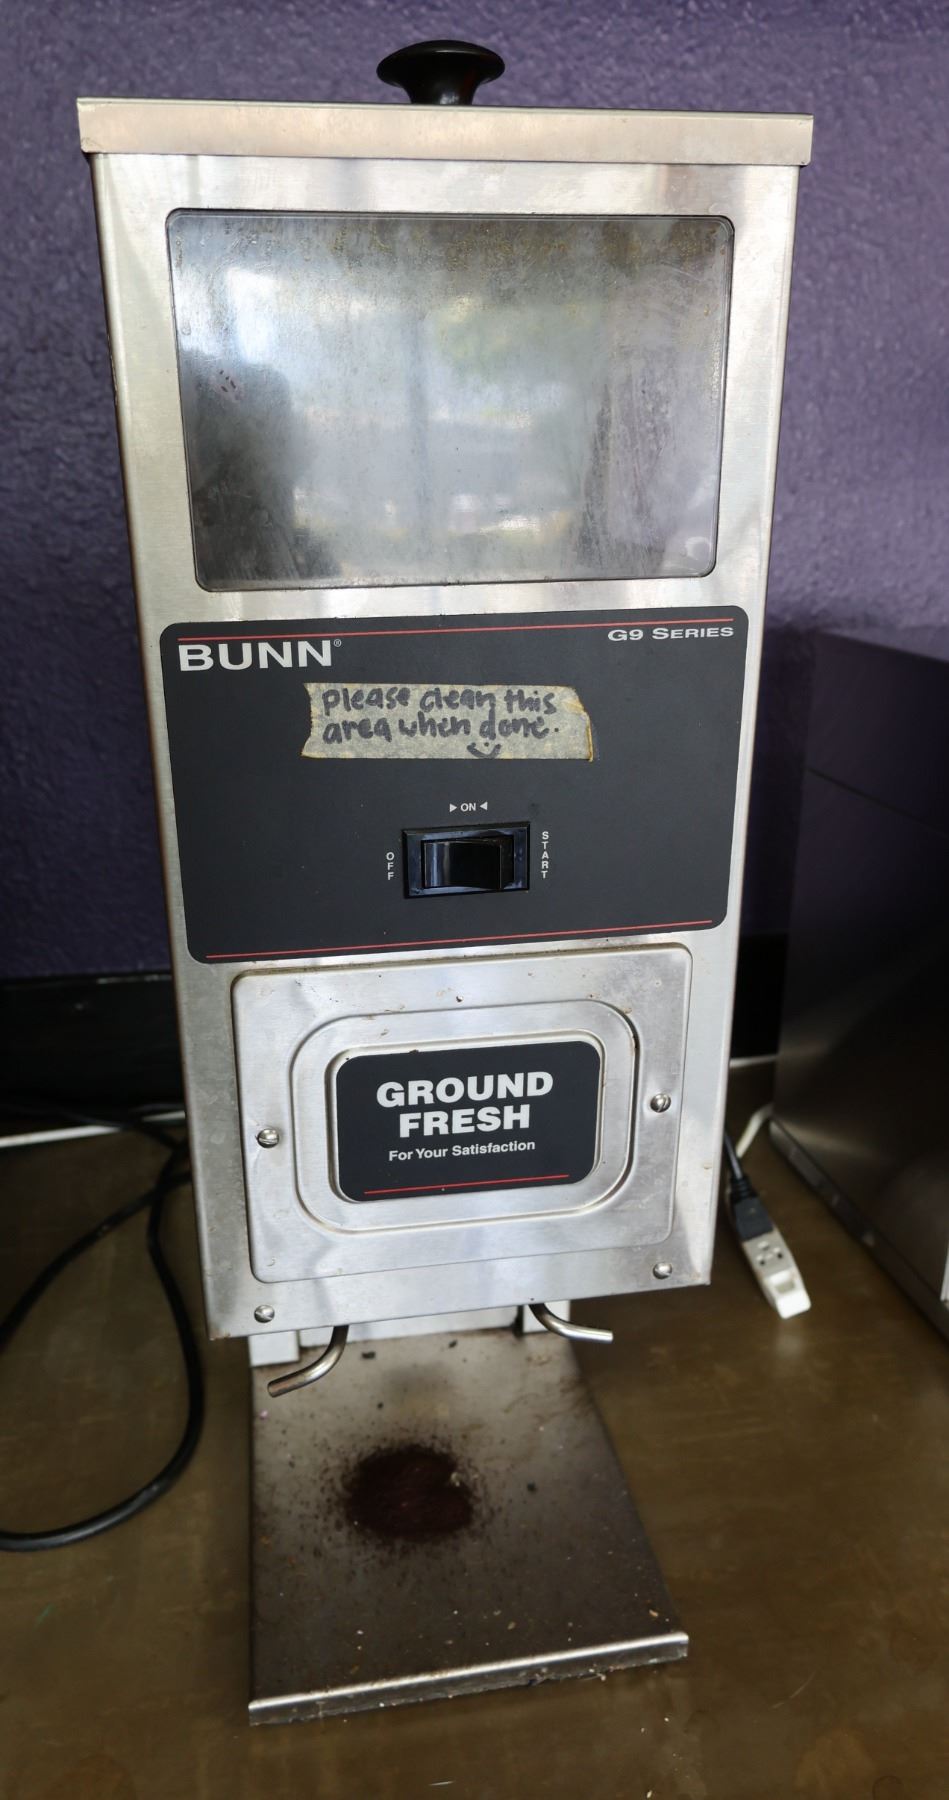 BUNN®
G9 SERIES
please clean this
area when done.
▶ ON ◀
OFF
START
GROUND
FRESH
For Your Satisfaction